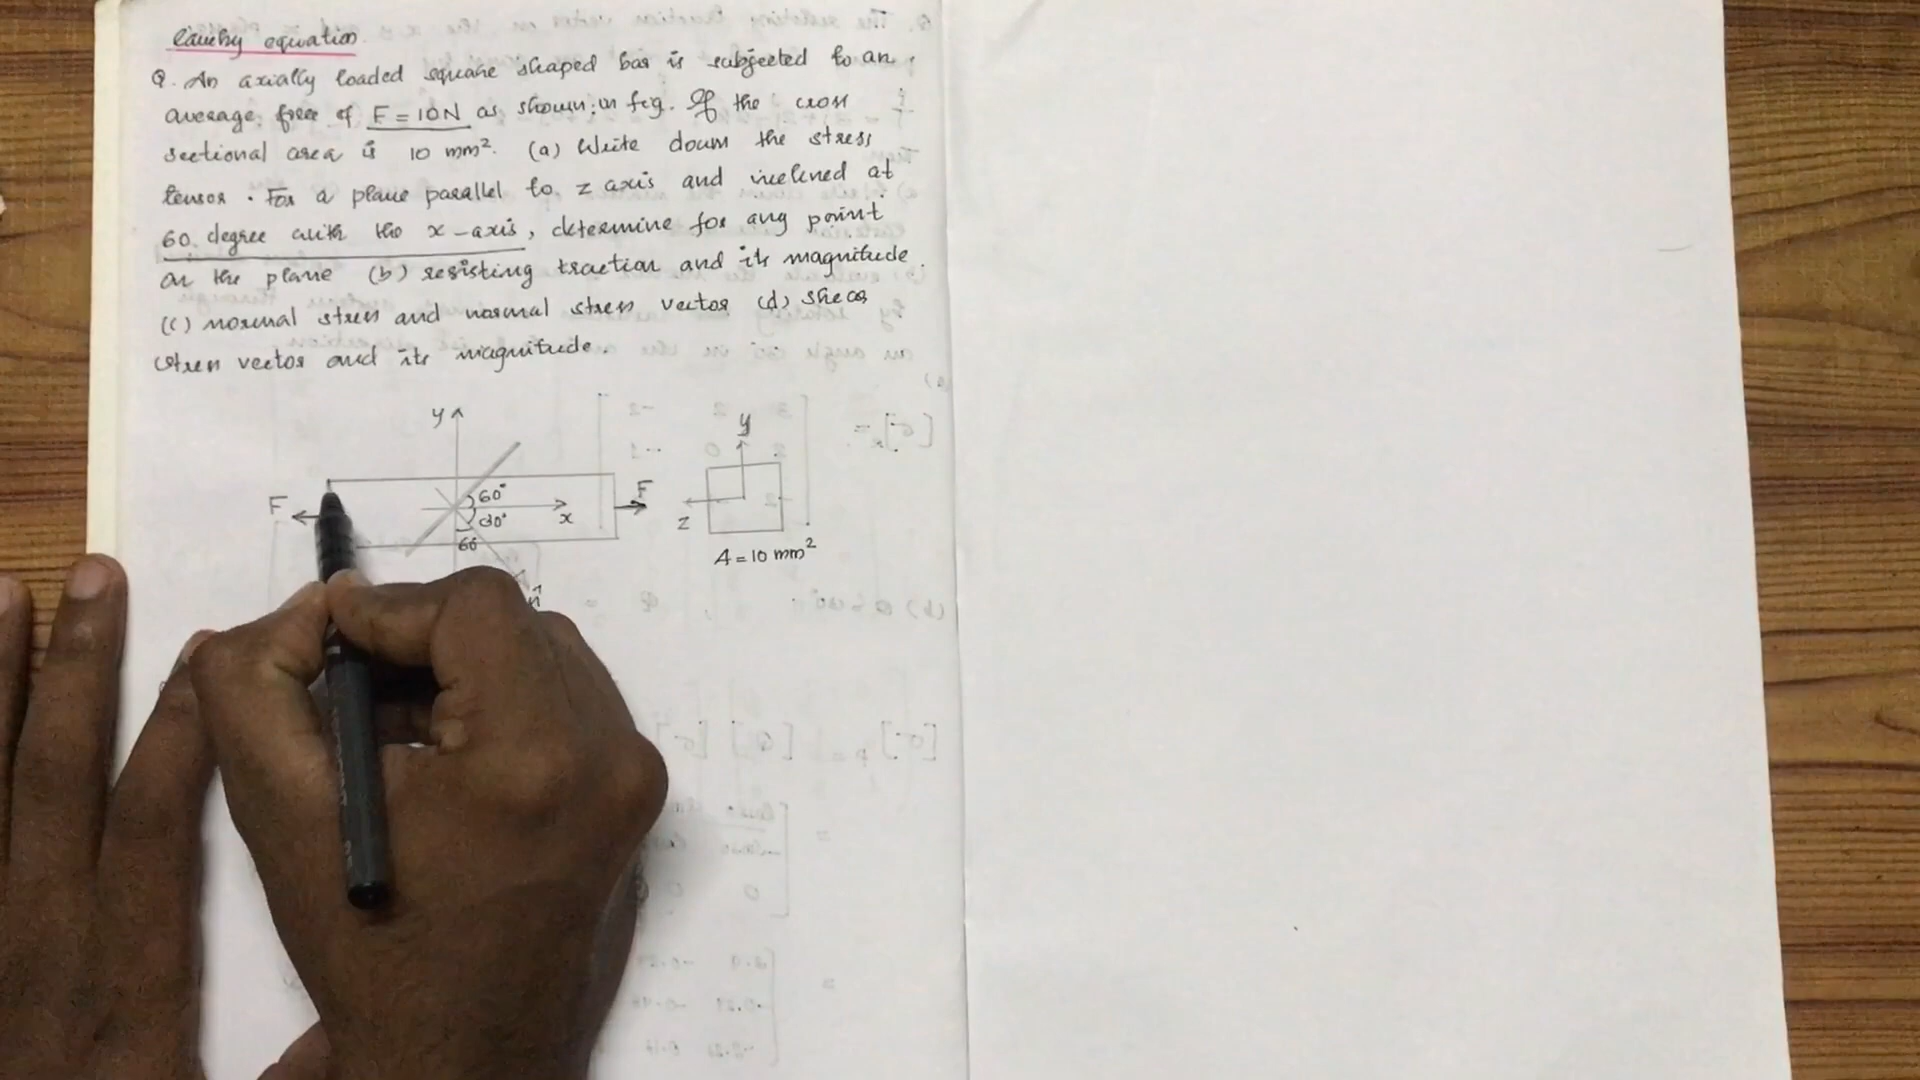 Cauchy equation
Q. An axially loaded square shaped bar is subjected to an
average force of F = 10N as shown in fig. If the cross
sectional area is 10 mm². (a) Write down the stress
tensor. For a plane parallel to z axis and inclined at
60 degree with the x-axis, determine for any point
on the plane (b) resisting traction and its magnitude.
(c) normal stress and normal stress vector (d) shear
stress vector and its magnitude.
y
y
F
60°
F
x
30°
z
60
A = 10 mm²
n̂